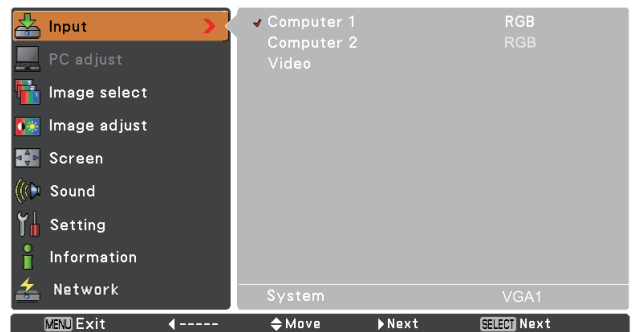 Input
PC adjust
Image select
Image adjust
Screen
Sound
Setting
Information
Network
Computer 1 RGB
Computer 2 RGB
Video
System VGA1
MENU Exit ----- Move Next SELECT Next